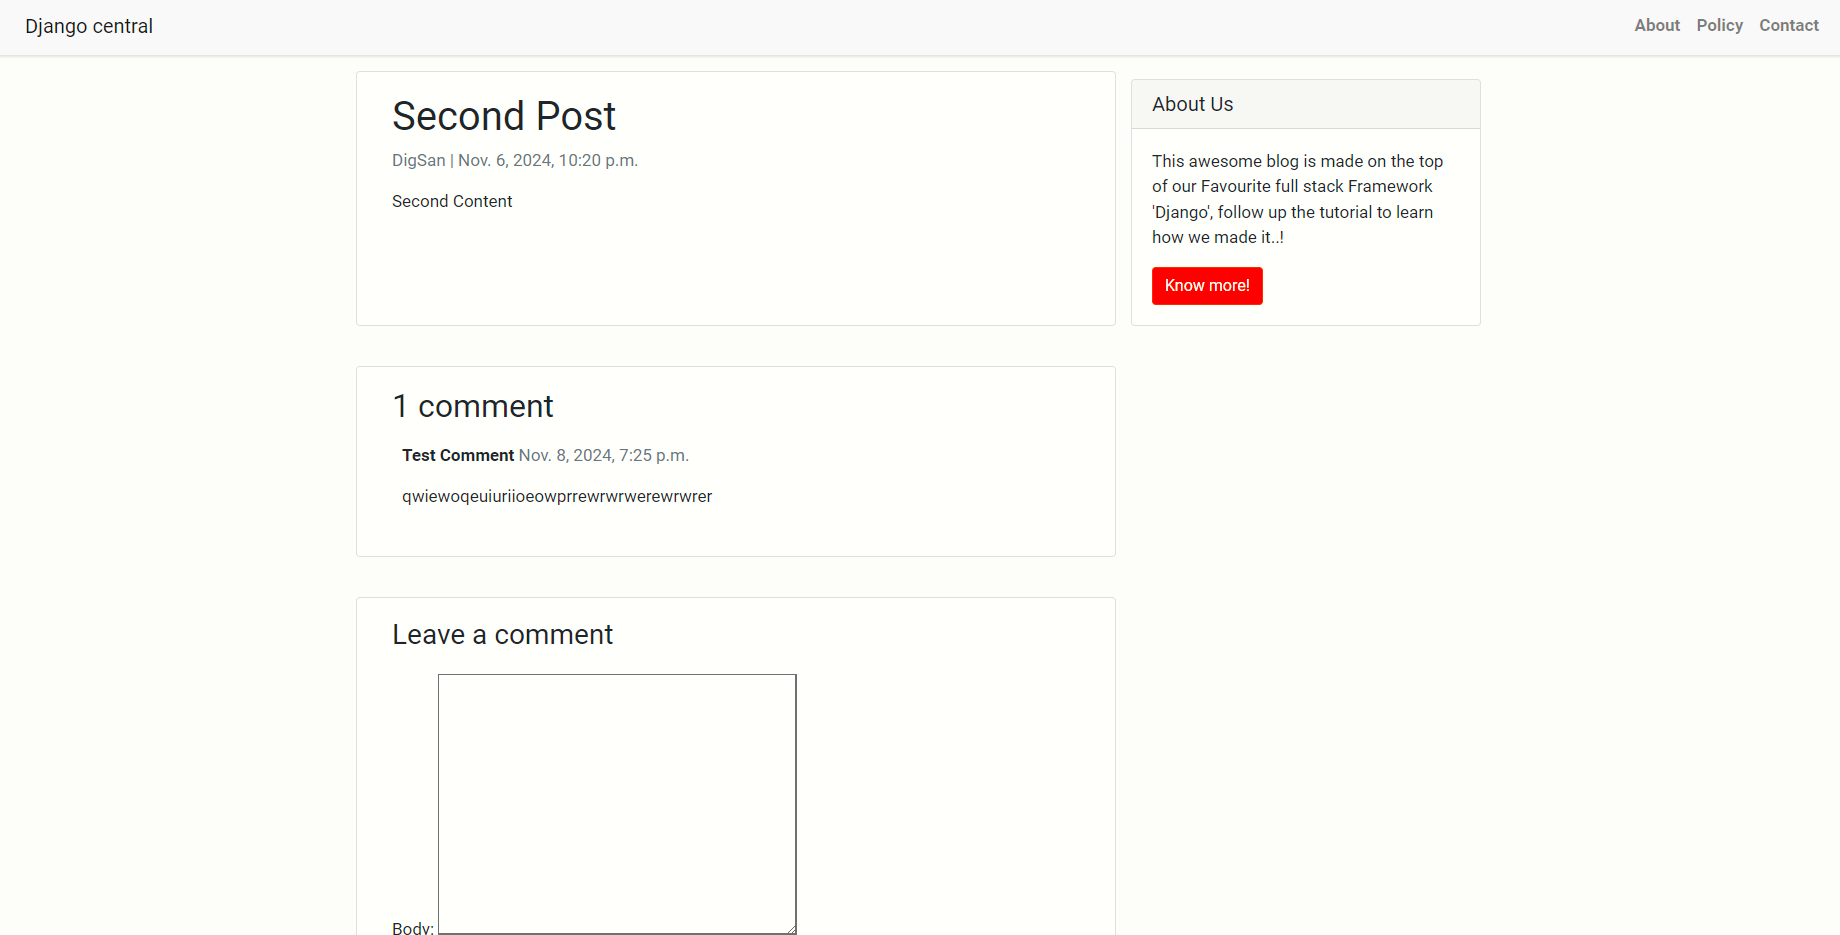 Django central
About Policy Contact
Second Post
DigSan | Nov. 6, 2024, 10:20 p.m.
Second Content
About Us
This awesome blog is made on the top
of our Favourite full stack Framework
'Django', follow up the tutorial to learn
how we made it..!
Know more!
1 comment
Test Comment Nov. 8, 2024, 7:25 p.m.
qwiewoqeuiuriioeowprrewrwrwerewrwrer
Leave a comment
Body: